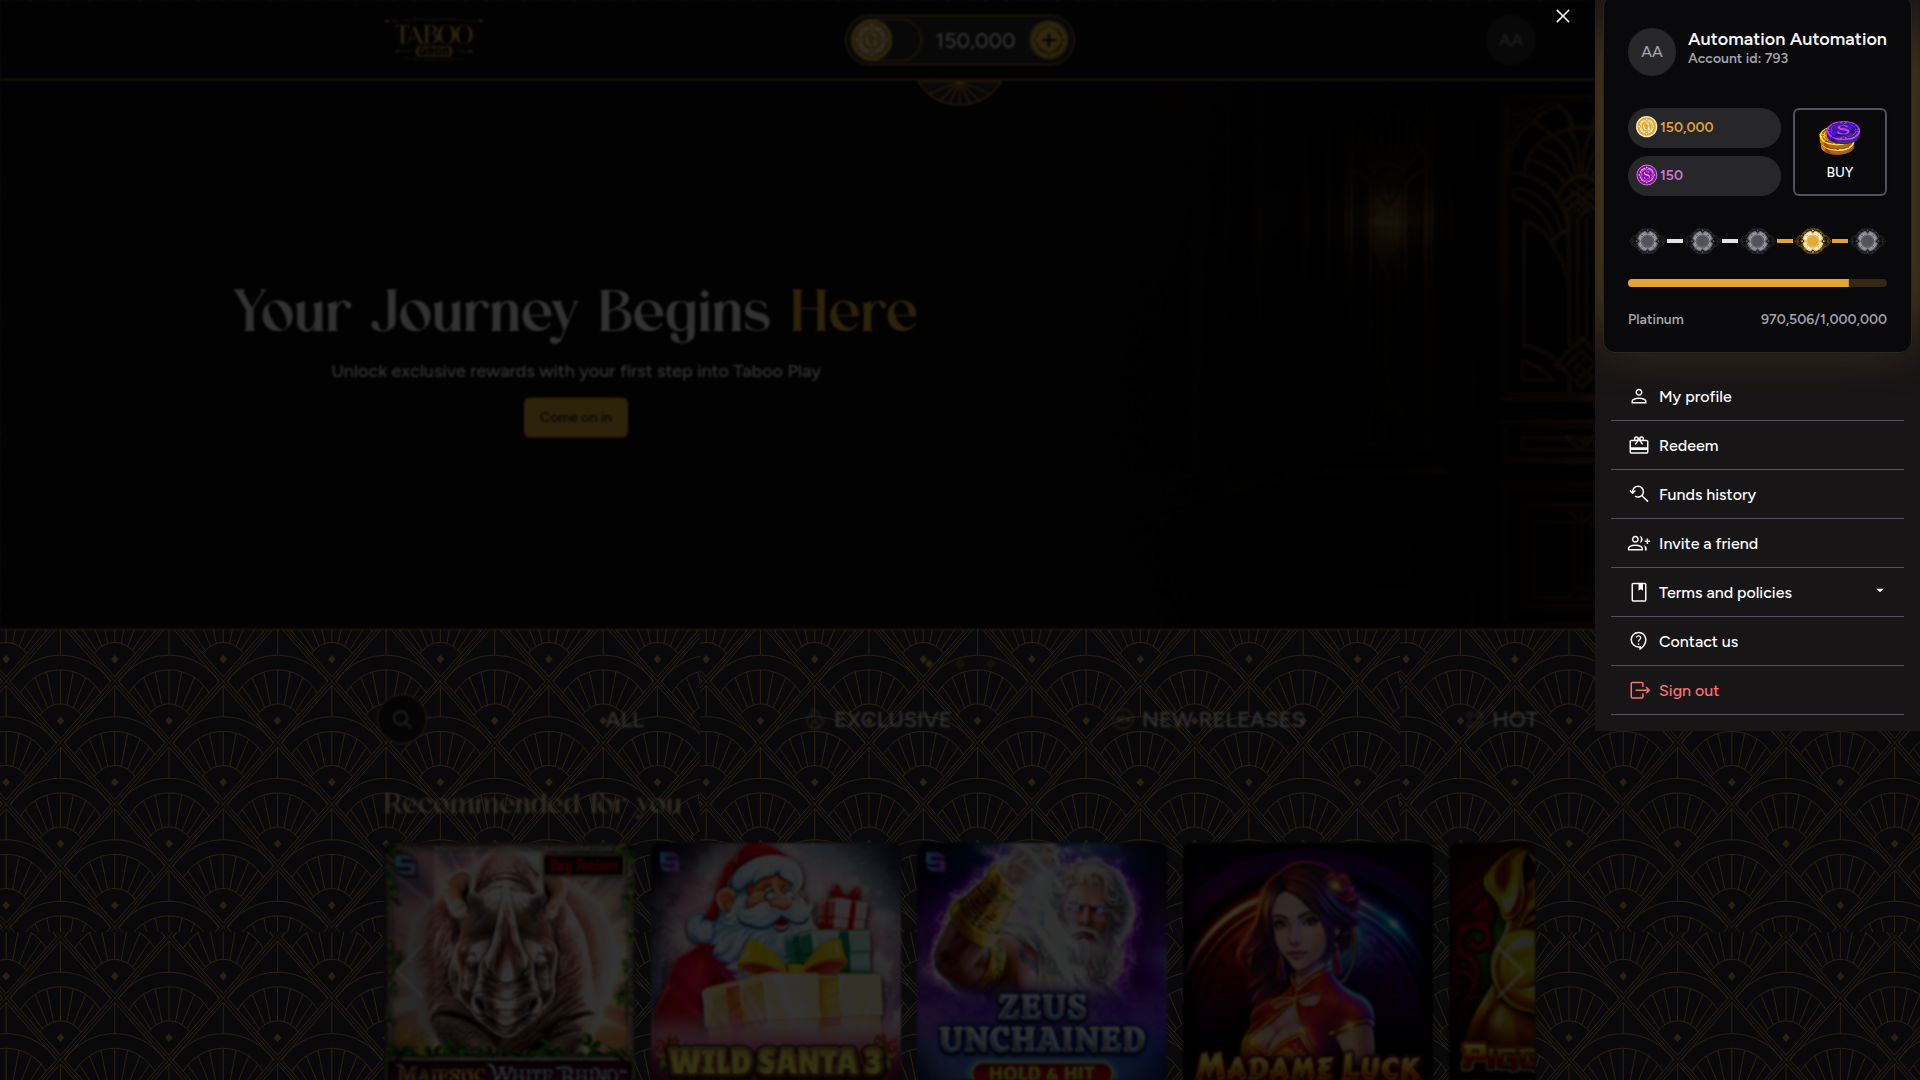 TABOO
150,000
AA
AA
Automation Automation
Account id: 793
150,000
150
BUY
Platinum
970,506/1,000,000
My profile
Redeem
Funds history
Invite a friend
Terms and policies
Contact us
Sign out
Your Journey Begins Here
Unlock exclusive rewards with your first step into Taboo Play
Come on in
ALL
EXCLUSIVE
NEW RELEASES
HOT
Recommended for you
Buy Feature
MAJESTIC WHITE RHINO
WILD SANTA 3
ZEUS
UNCHAINED
HOLD & HIT
MADAME LUCK